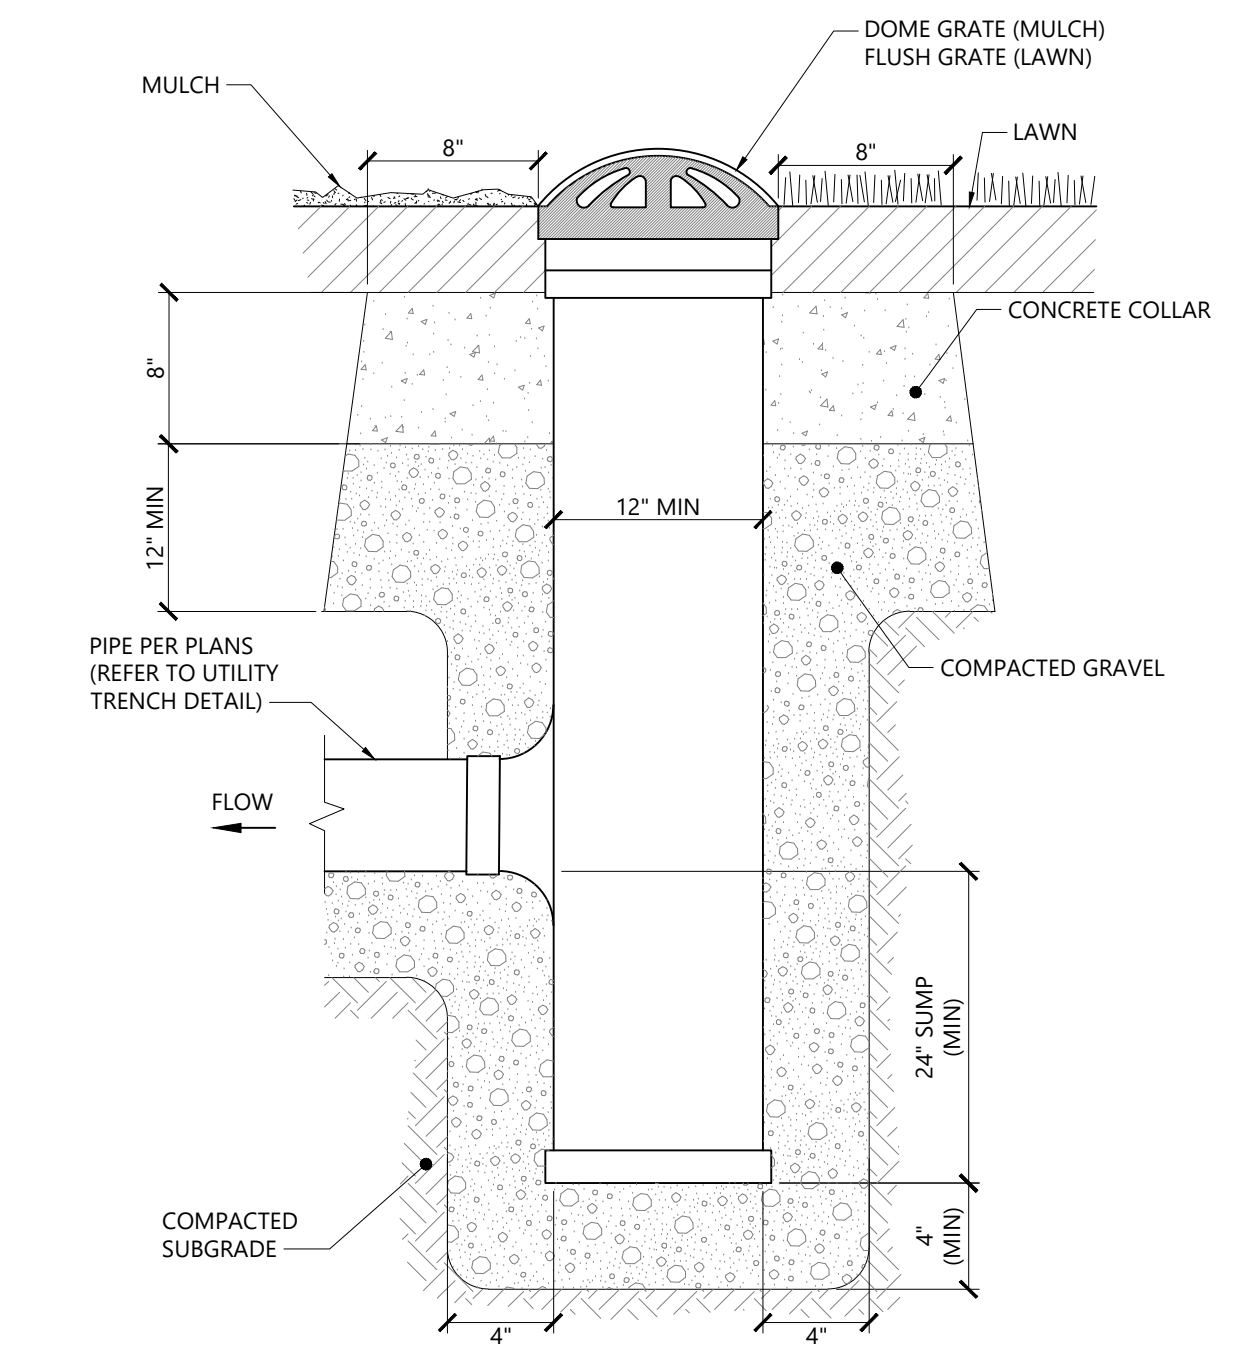 DOME GRATE (MULCH)
FLUSH GRATE (LAWN)
MULCH
LAWN
8"
8"
CONCRETE COLLAR
8"
12" MIN
12" MIN
PIPE PER PLANS
(REFER TO UTILITY
TRENCH DETAIL)
COMPACTED GRAVEL
FLOW
24" SUMP
(MIN)
COMPACTED
SUBGRADE
4"
(MIN)
4"
4"